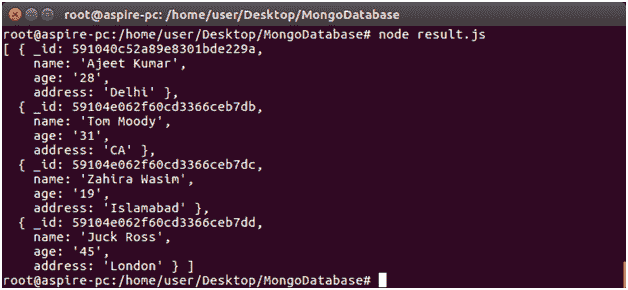 root@aspire-pc: /home/user/Desktop/MongoDatabase
root@aspire-pc:/home/user/Desktop/MongoDatabase# node result.js
[ { _id: 591040c52a89e8301bde229a,
name: 'Ajeet Kumar',
age: '28',
address: 'Delhi' },
{ _id: 59104e062f60cd3366ceb7db,
name: 'Tom Moody',
age: '31',
address: 'CA' },
{ _id: 59104e062f60cd3366ceb7dc,
name: 'Zahira Wasim',
age: '19',
address: 'Islamabad' },
{ _id: 59104e062f60cd3366ceb7dd,
name: 'Juck Ross',
age: '45',
address: 'London' } ]
root@aspire-pc:/home/user/Desktop/MongoDatabase#